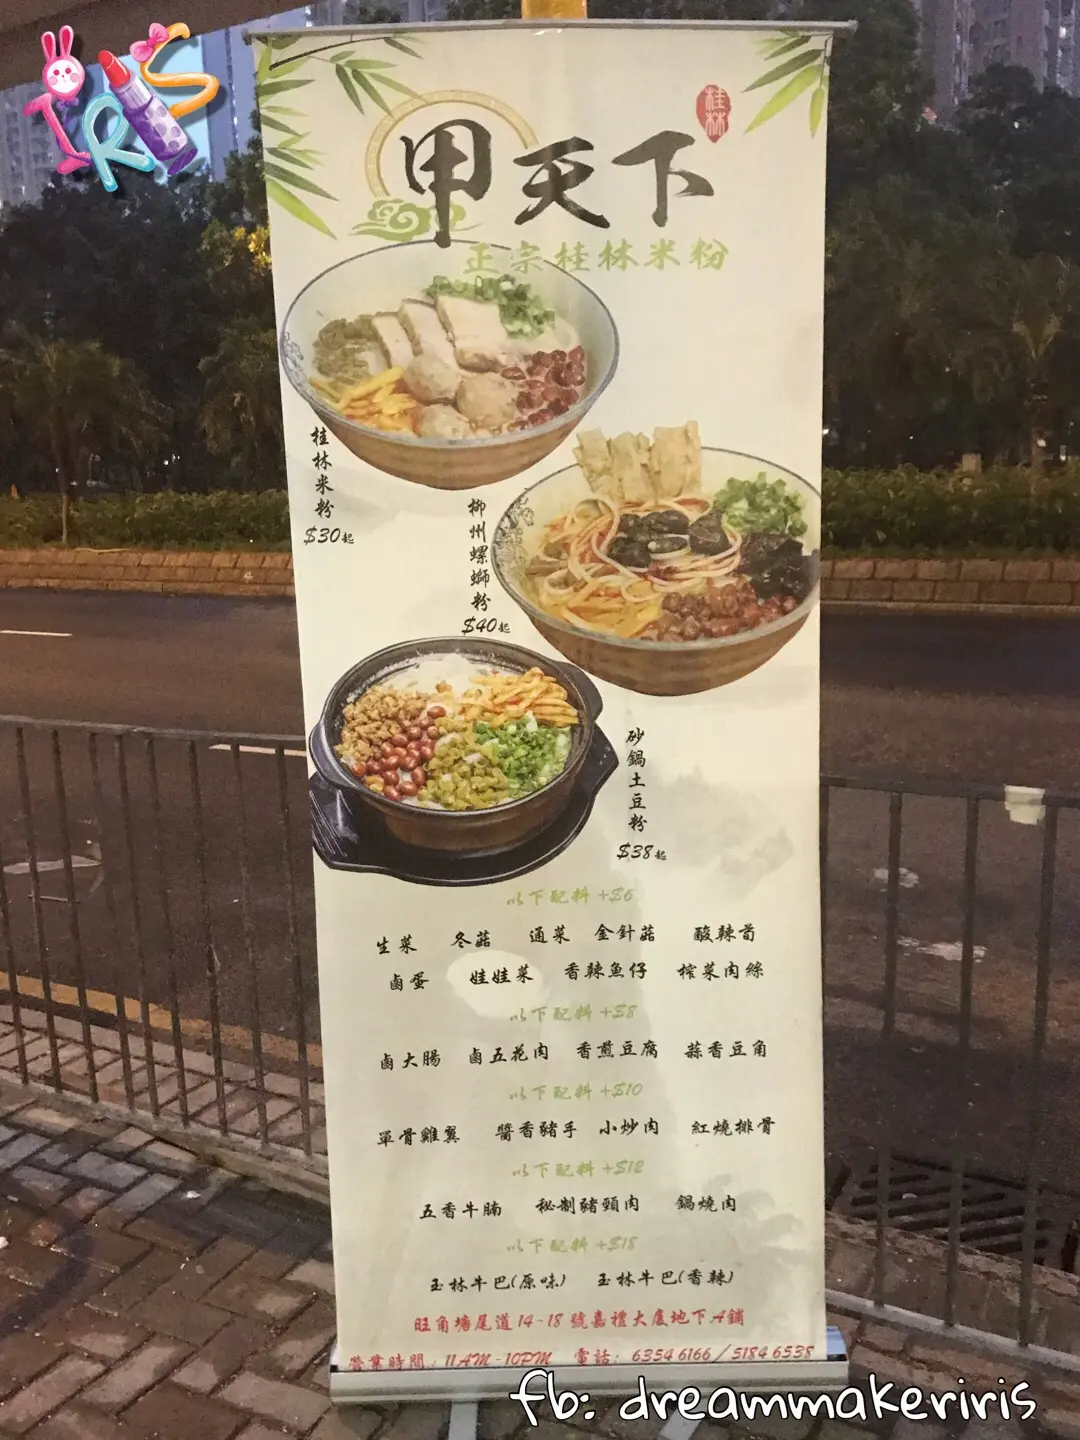 IRIS
桂林
甲天下
正宗桂林米粉
桂林米粉
$30起
柳州螺螄粉
$40起
砂鍋土豆粉
$38起
以下配料 +$6
生菜 冬菇 通菜 金針菇 酸辣荀
鹵蛋 娃娃菜 香辣魚仔 榨菜肉絲
以下配料 +$8
鹵大腸 鹵五花肉 香煎豆腐 蒜香豆角
以下配料 +$10
單骨雞翼 醬香豬手 小炒肉 紅燒排骨
以下配料 +$12
五香牛腩 秘制豬頸肉 鍋燒肉
以下配料 +$18
玉林牛巴(原味) 玉林牛巴(香辣)
旺角塘尾道14-18號嘉禮大廈地下A鋪
營業時間：11AM-10PM 電話：6354 6166 / 5184 6538
fb: dreammakeriris